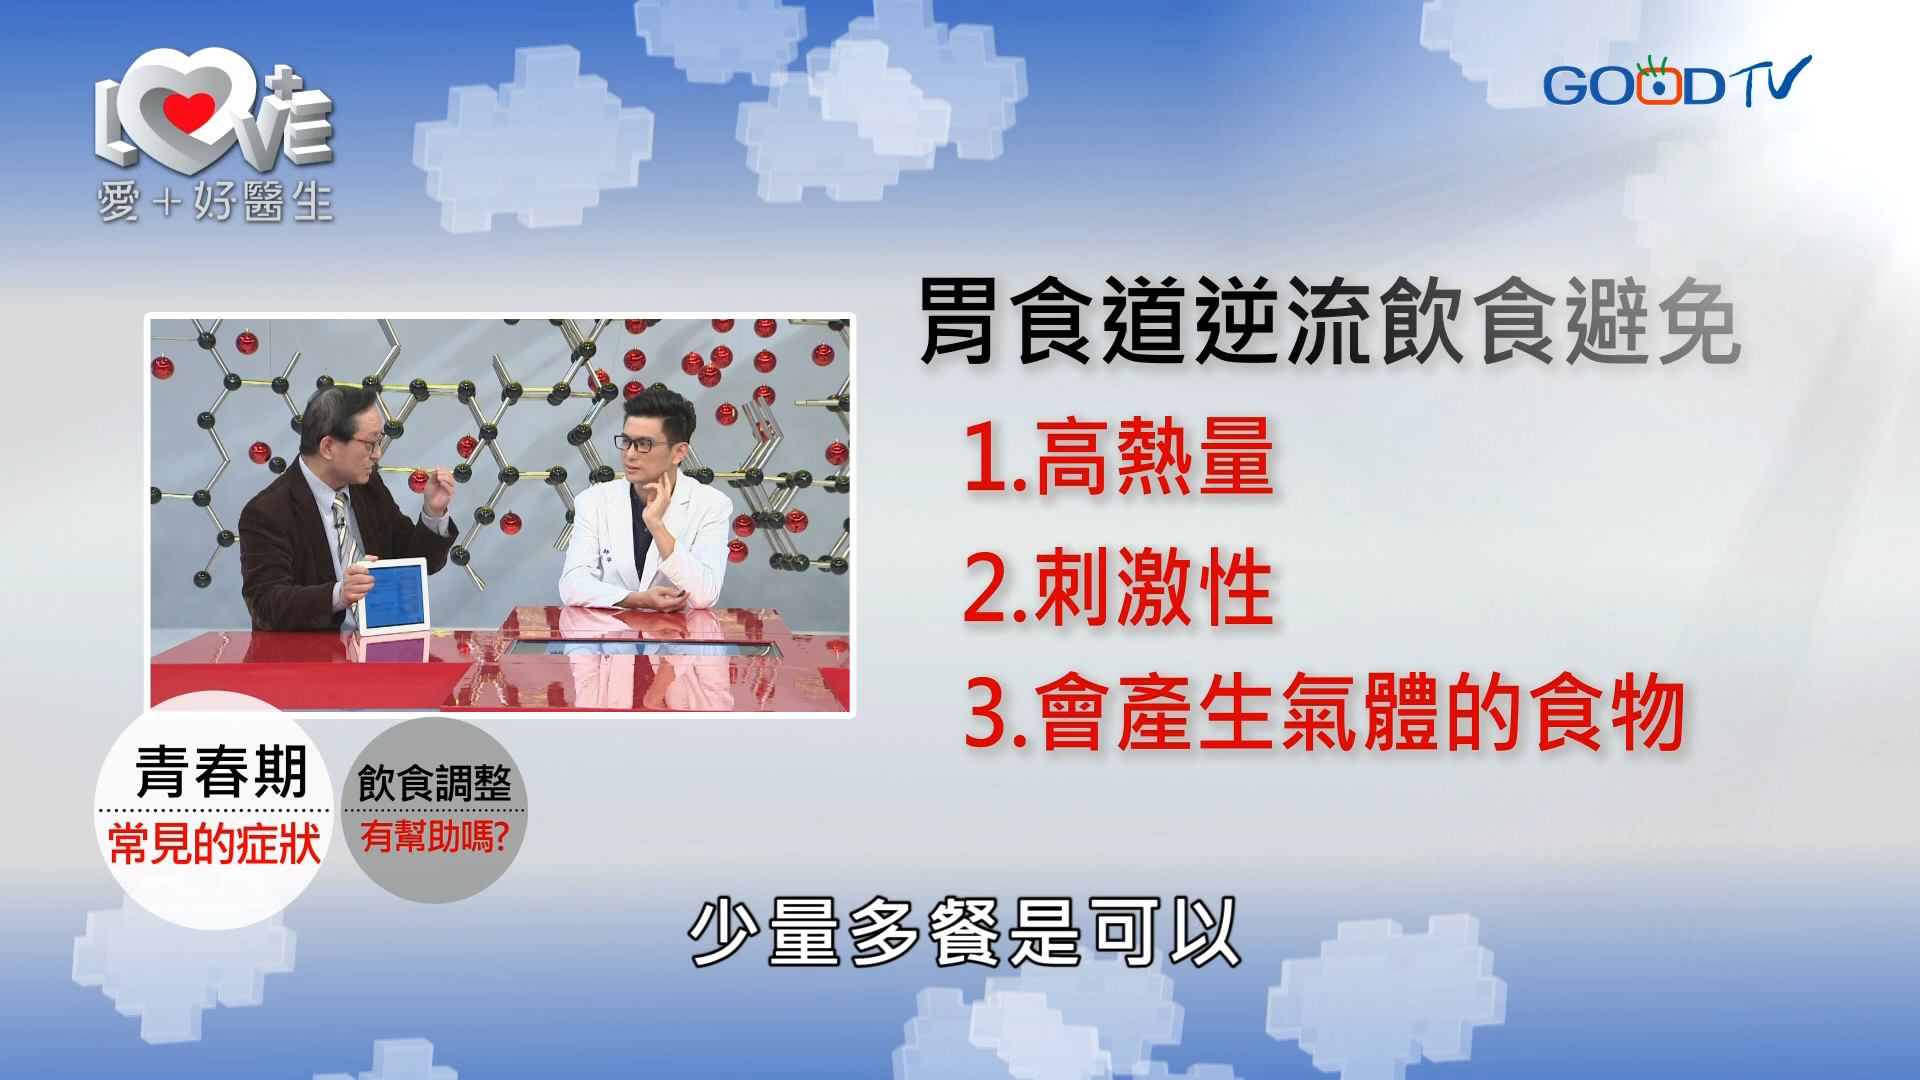 LOVE
愛+好醫生
GOODTV
胃食道逆流飲食避免
1.高熱量
2.刺激性
3.會產生氣體的食物
青春期
常見的症狀
飲食調整
有幫助嗎?
少量多餐是可以